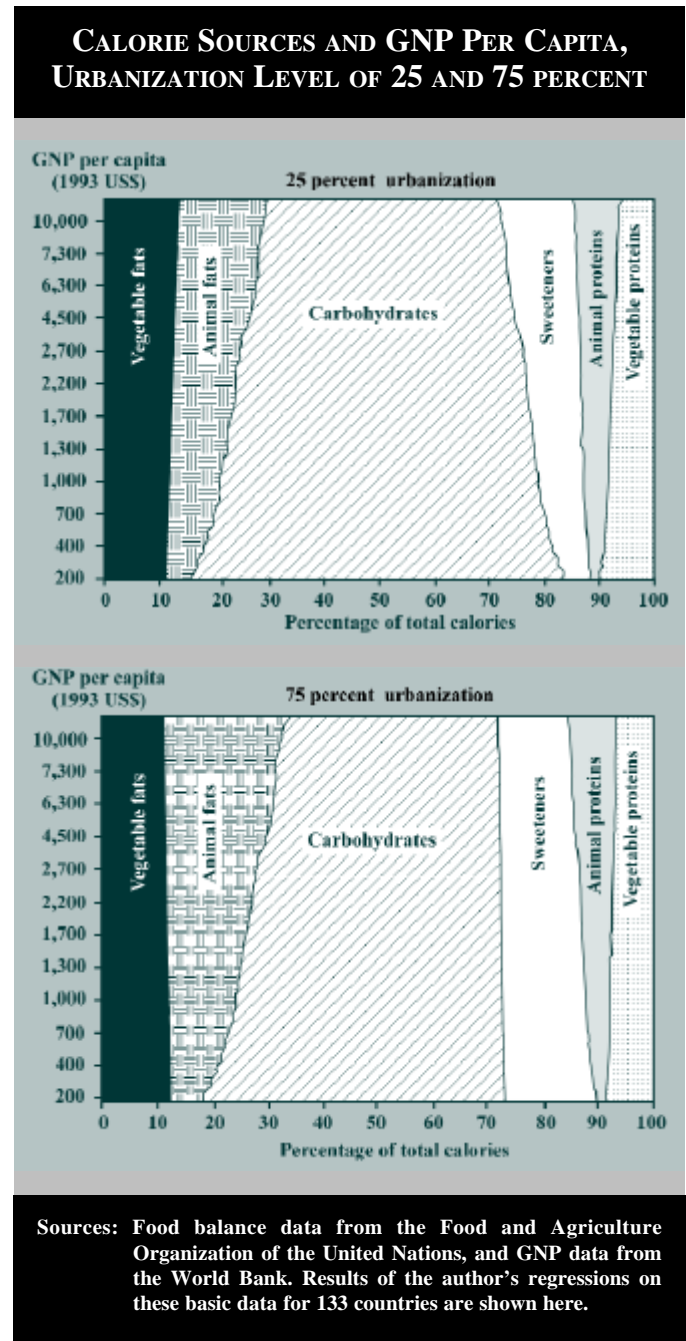 CALORIE SOURCES AND GNP PER CAPITA,
URBANIZATION LEVEL OF 25 AND 75 PERCENT
GNP per capita
(1993 US$)
25 percent urbanization
10,000
7,300
6,300
4,500
2,700
2,200
1,700
1,300
1,000
700
400
200
Vegetable fats
Animal fats
Carbohydrates
Sweeteners
Animal proteins
Vegetable proteins
0 10 20 30 40 50 60 70 80 90 100
Percentage of total calories
GNP per capita
(1993 US$)
75 percent urbanization
10,000
7,300
6,300
4,500
2,700
2,200
1,700
1,300
1,000
700
400
200
Vegetable fats
Animal fats
Carbohydrates
Sweeteners
Animal proteins
Vegetable proteins
0 10 20 30 40 50 60 70 80 90 100
Percentage of total calories
Sources: Food balance data from the Food and Agriculture
Organization of the United Nations, and GNP data from
the World Bank. Results of the author's regressions on
these basic data for 133 countries are shown here.